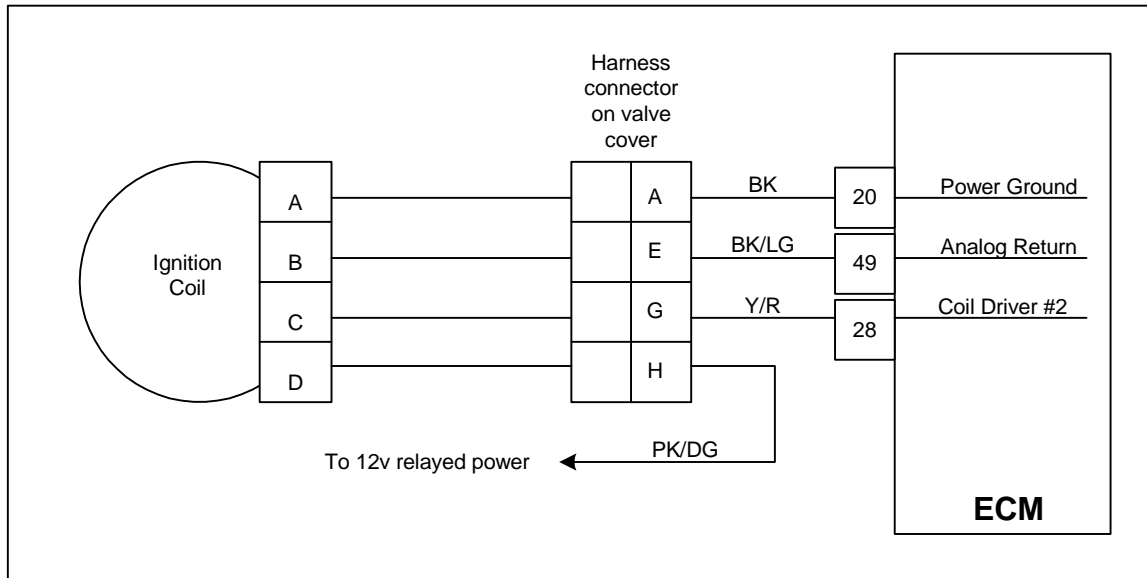 Harness
connector
on valve
cover
Ignition
Coil
A
B
C
D
A
E
G
H
BK
BK/LG
Y/R
PK/DG
To 12v relayed power
20
49
28
Power Ground
Analog Return
Coil Driver #2
ECM